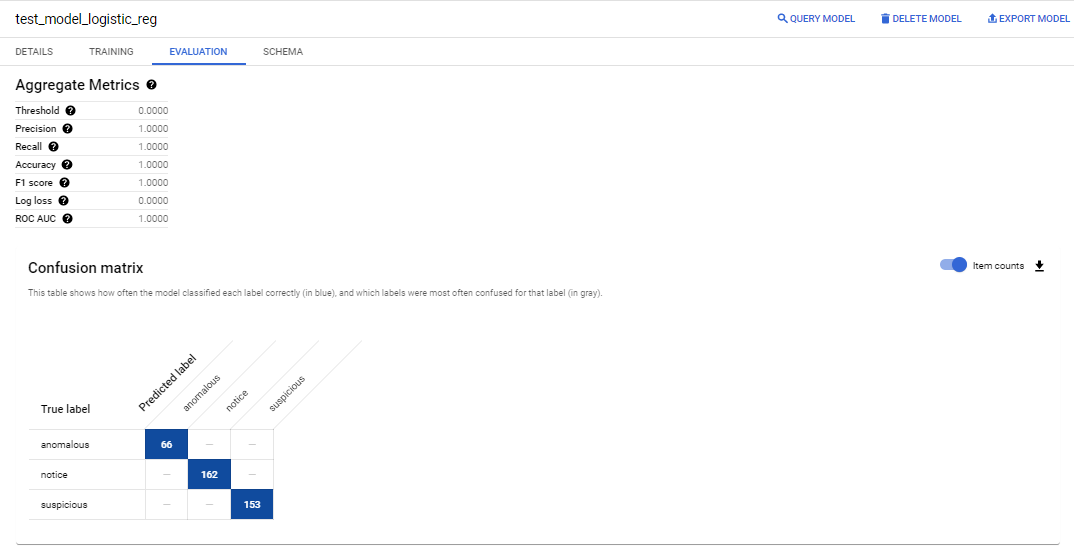 test_model_logistic_reg
QUERY MODEL
DELETE MODEL
EXPORT MODEL
DETAILS
TRAINING
EVALUATION
SCHEMA
Aggregate Metrics
Threshold 0.0000
Precision 1.0000
Recall 1.0000
Accuracy 1.0000
F1 score 1.0000
Log loss 0.0000
ROC AUC 1.0000
Confusion matrix
Item counts
This table shows how often the model classified each label correctly (in blue), and which labels were most often confused for that label (in gray).
True label
Predicted label
anomalous
notice
suspicious
anomalous 66 — —
notice — 162 —
suspicious — — 153